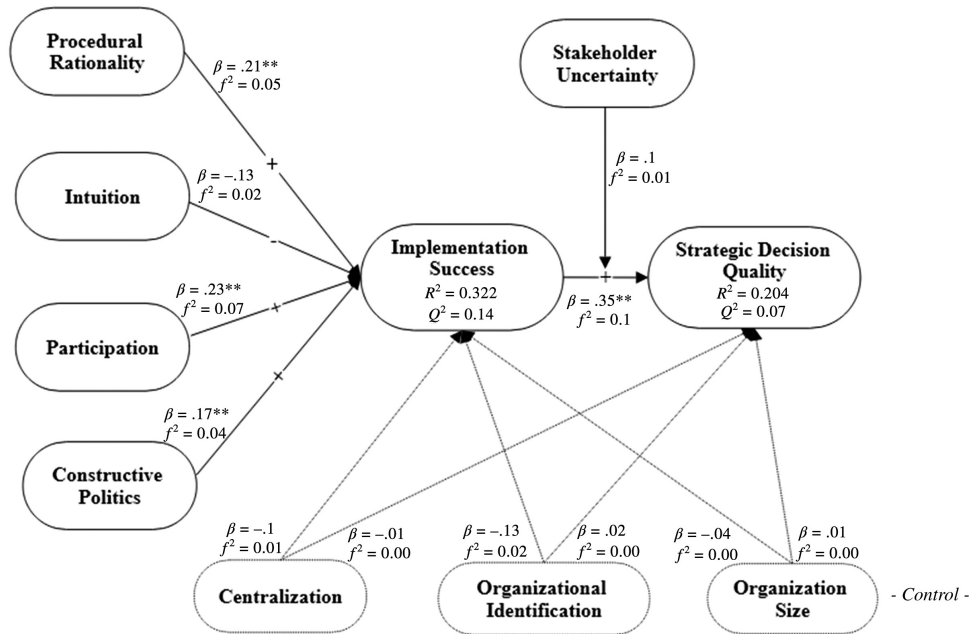 Procedural
Rationality
β = .21**
f² = 0.05
+
Stakeholder
Uncertainty
β = .1
f² = 0.01
Intuition
β = –.13
f² = 0.02
-
Implementation
Success
R² = 0.322
Q² = 0.14
+
β = .35**
f² = 0.1
Strategic Decision
Quality
R² = 0.204
Q² = 0.07
Participation
β = .23**
f² = 0.07
+
Constructive
Politics
β = .17**
f² = 0.04
+
β = –.1
f² = 0.01
β = –.01
f² = 0.00
Centralization
β = –.13
f² = 0.02
β = .02
f² = 0.00
Organizational
Identification
β = –.04
f² = 0.00
β = .01
f² = 0.00
Organization
Size
- Control -